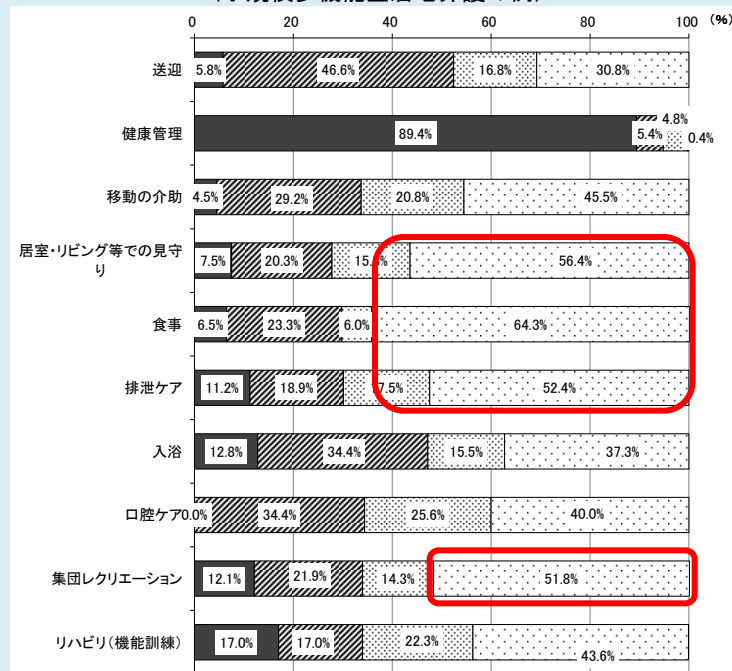 0 20 40 60 80 100 (%)
送迎 5.8% 46.6% 16.8% 30.8%
健康管理 89.4% 5.4% 4.8% 0.4%
移動の介助 4.5% 29.2% 20.8% 45.5%
居室・リビング等での見守
り 7.5% 20.3% 56.4%
食事 6.5% 23.3% 6.0% 64.3%
排泄ケア 11.2% 18.9% 17.5% 52.4%
入浴 12.8% 34.4% 15.5% 37.3%
口腔ケア 0.0% 34.4% 25.6% 40.0%
集団レクリエーション 12.1% 21.9% 14.3% 51.8%
リハビリ(機能訓練) 17.0% 17.0% 22.3% 43.6%